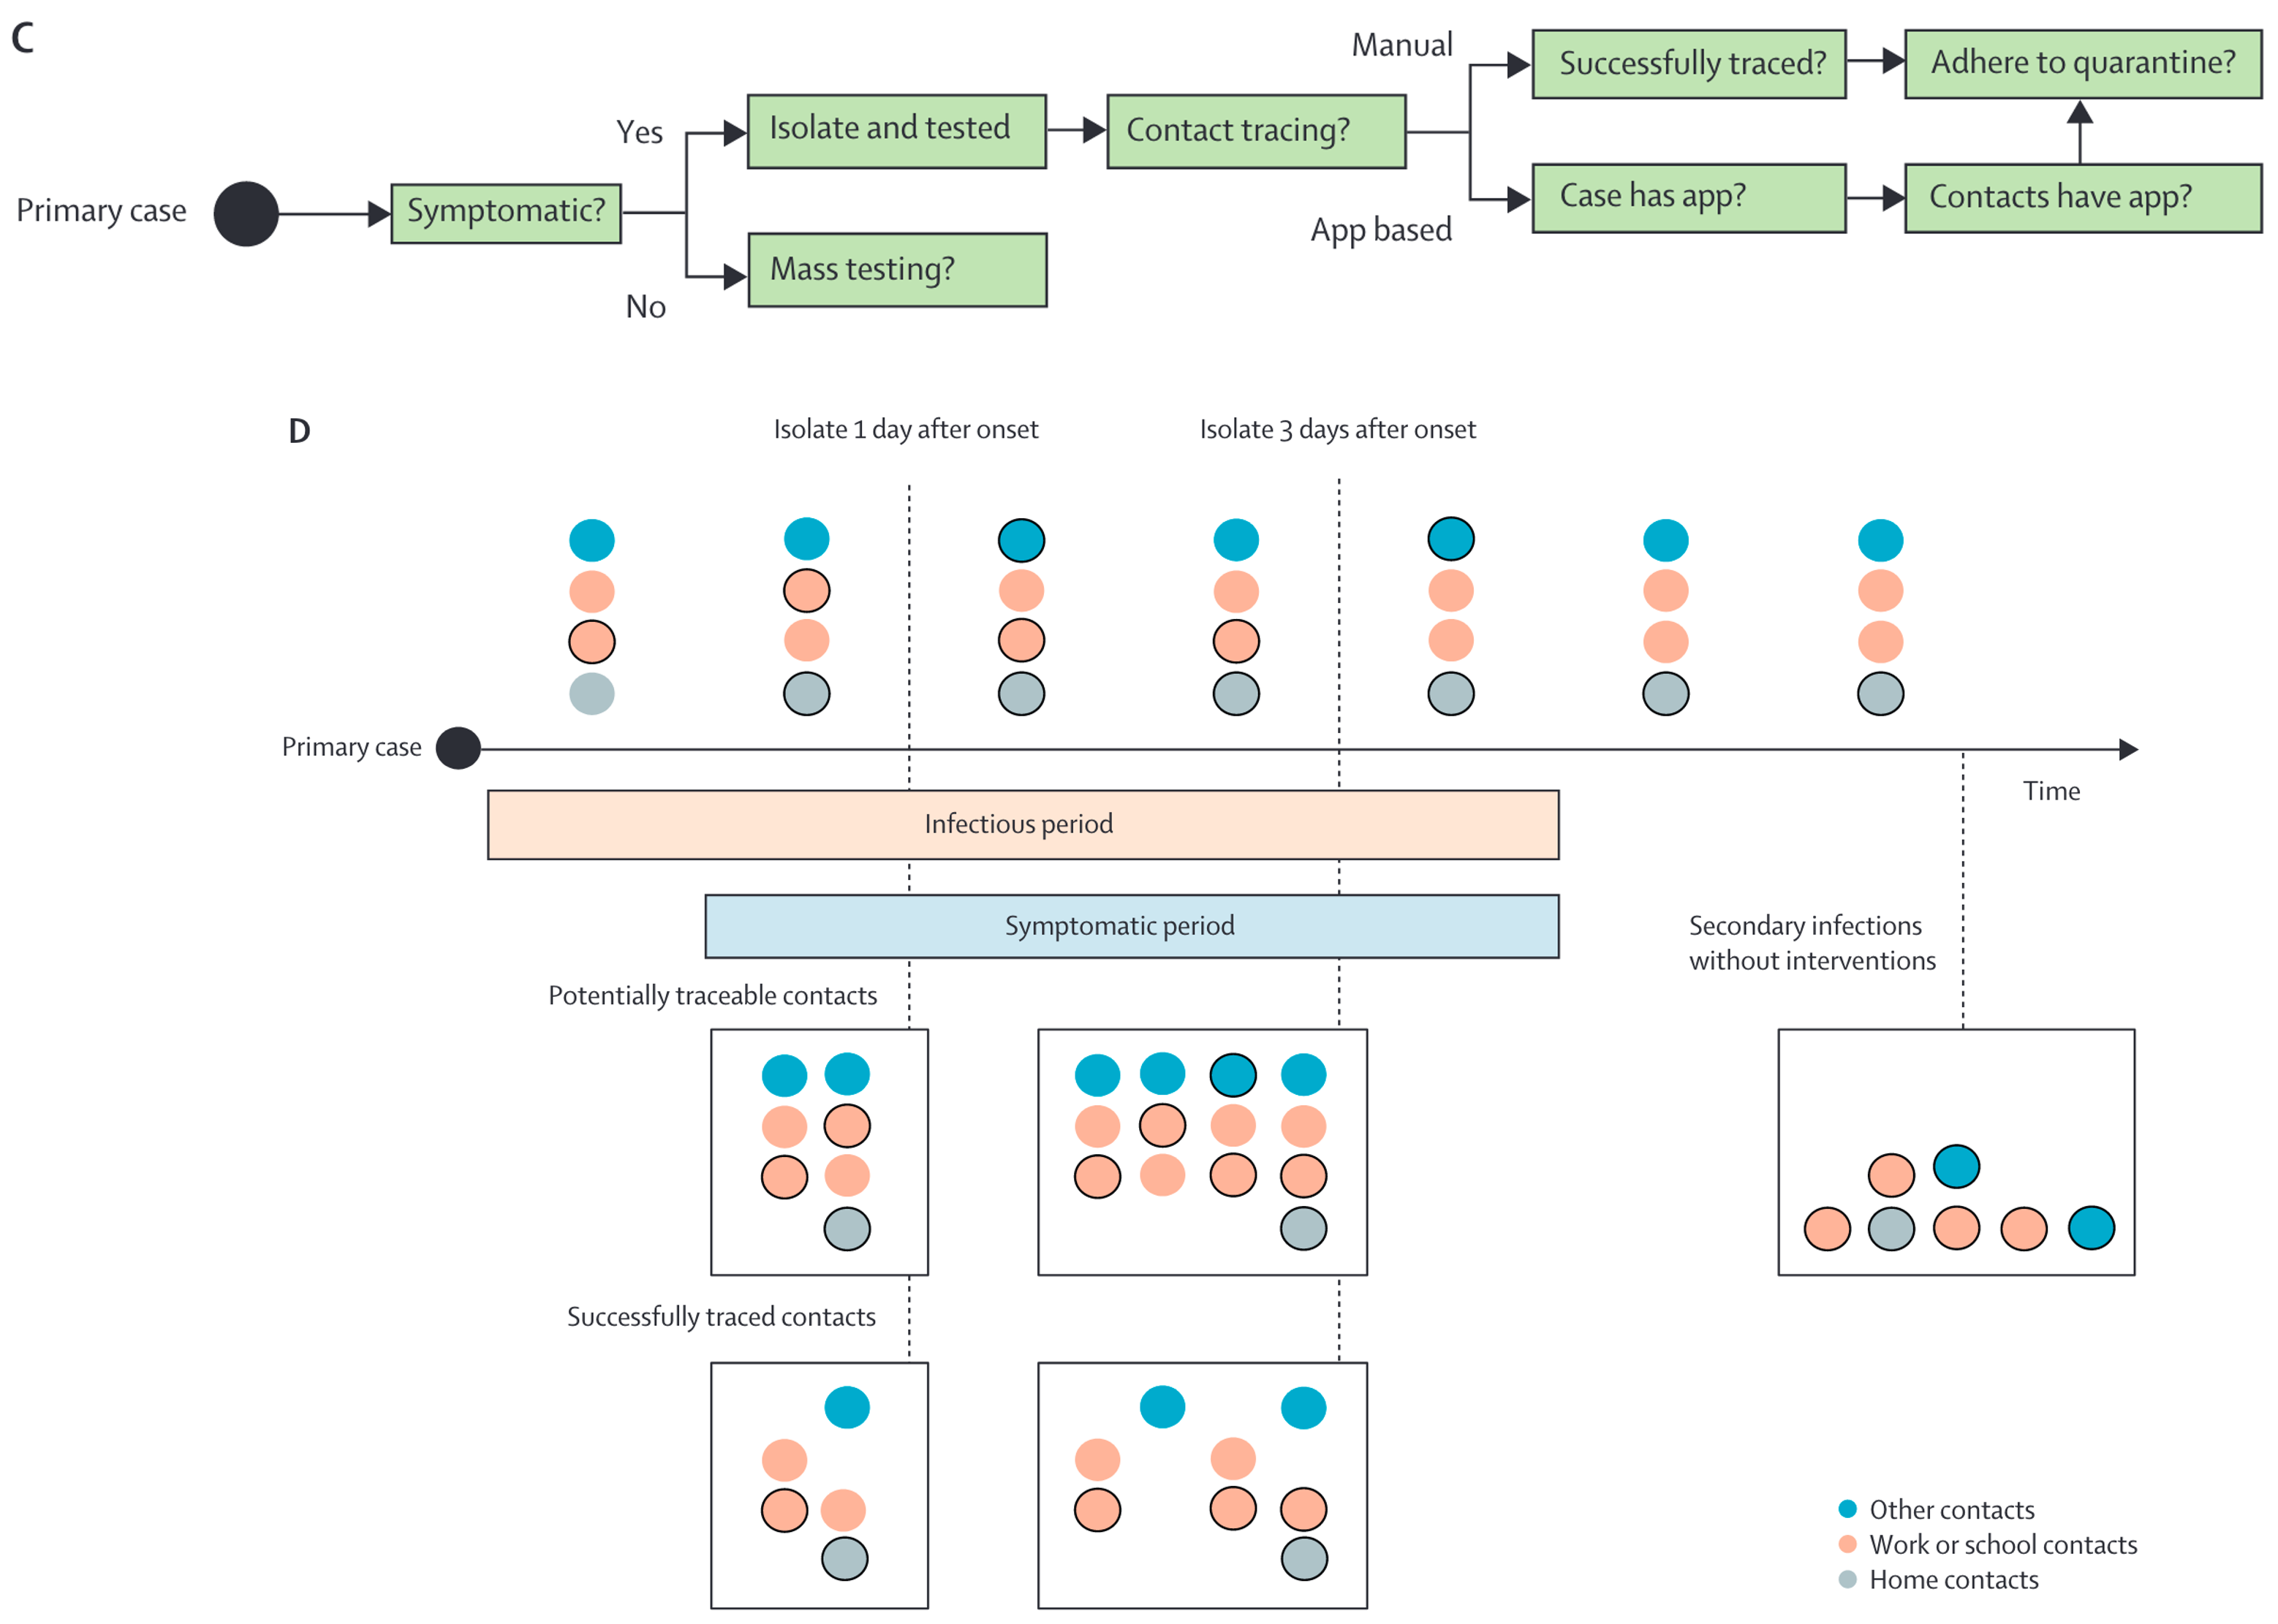 C
Manual
Successfully traced?
Adhere to quarantine?
Yes
Isolate and tested
Contact tracing?
Primary case
Symptomatic?
Case has app?
Contacts have app?
App based
Mass testing?
No
D
Isolate 1 day after onset
Isolate 3 days after onset
Primary case
Time
Infectious period
Symptomatic period
Secondary infections
without interventions
Potentially traceable contacts
Successfully traced contacts
Other contacts
Work or school contacts
Home contacts